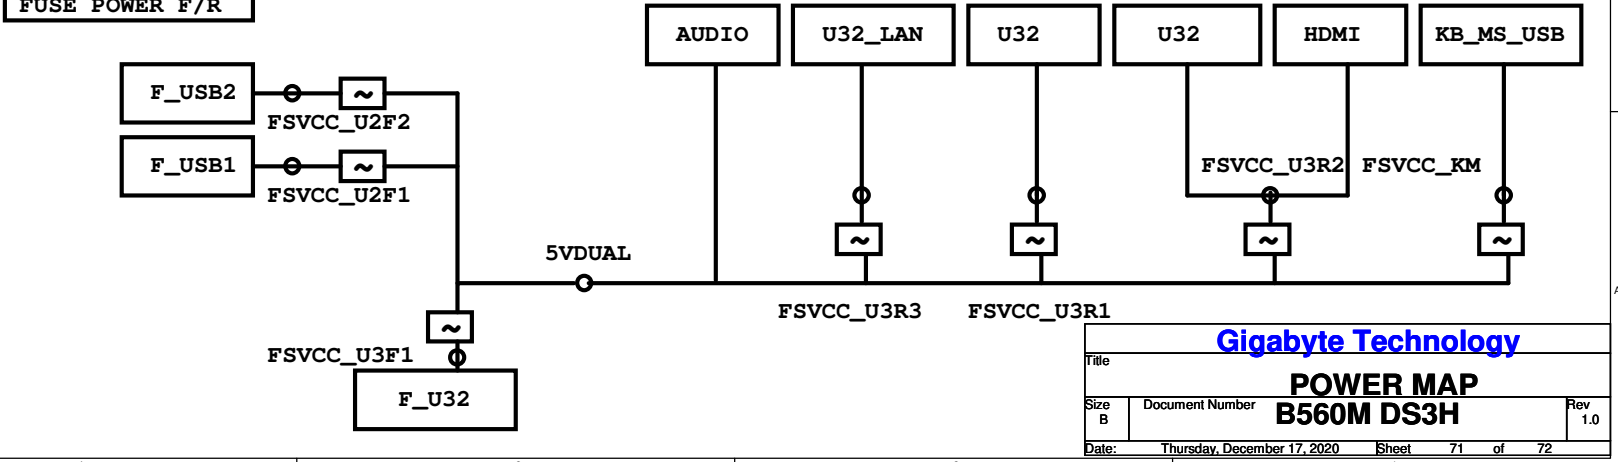 FUSE POWER F/R
AUDIO
U32_LAN
U32
U32
HDMI
KB_MS_USB
F_USB2
~
FSVCC_U2F2
F_USB1
~
FSVCC_U2F1
FSVCC_U3R2
FSVCC_KM
~
~
~
~
5VDUAL
FSVCC_U3R3
FSVCC_U3R1
~
FSVCC_U3F1
F_U32
Gigabyte Technology
Title
POWER MAP
Size
B
Document Number
B560M DS3H
Rev
1.0
Date:
Thursday, December 17, 2020
Sheet 71 of 72
A